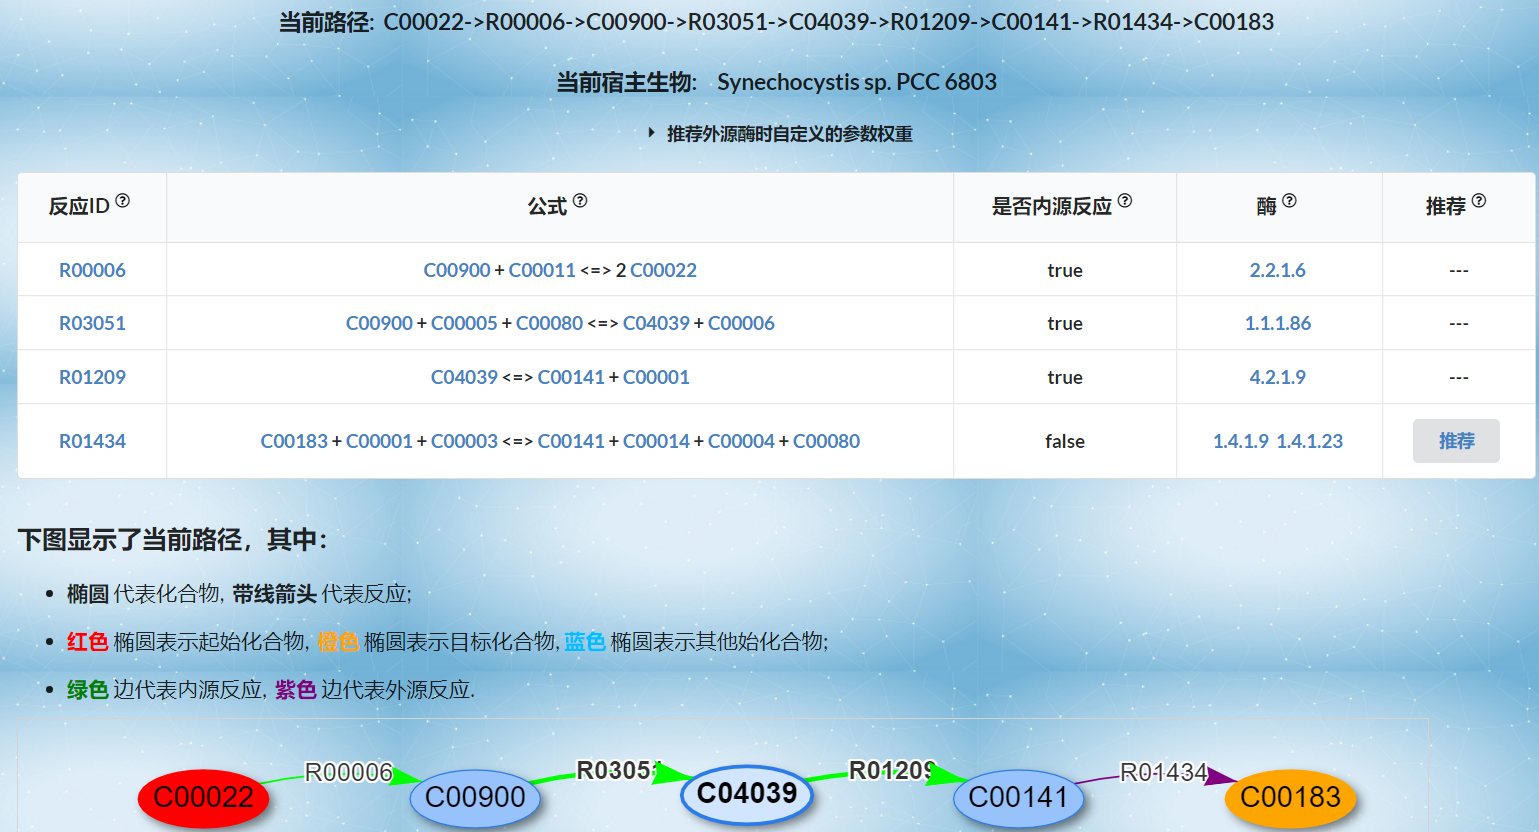 当前路径: C00022->R00006->C00900->R03051->C04039->R01209->C00141->R01434->C00183
当前宿主生物: Synechocystis sp. PCC 6803
推荐外源酶时自定义的参数权重
反应ID 公式 是否内源反应 酶 推荐
R00006 C00900 + C00011 <=> 2 C00022 true 2.2.1.6 ---
R03051 C00900 + C00005 + C00080 <=> C04039 + C00006 true 1.1.1.86 ---
R01209 C04039 <=> C00141 + C00001 true 4.2.1.9 ---
R01434 C00183 + C00001 + C00003 <=> C00141 + C00014 + C00004 + C00080 false 1.4.1.9 1.4.1.23 推荐
下图显示了当前路径，其中：
• 椭圆 代表化合物, 带线箭头 代表反应;
• 红色 椭圆表示起始化合物, 橙色 椭圆表示目标化合物, 蓝色 椭圆表示其他始化合物;
• 绿色 边代表内源反应, 紫色 边代表外源反应.
R00006 R03051 R01209 R01434
C00022 C00900 C04039 C00141 C00183